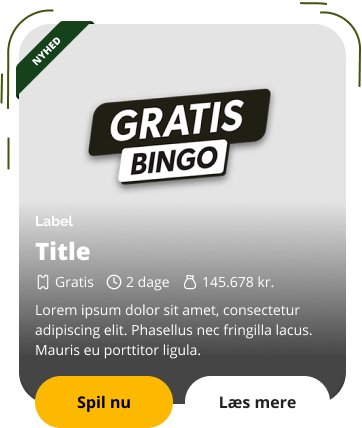 NYHED
GRATIS
BINGO
Label
Title
Gratis 2 dage 145.678 kr.
Lorem ipsum dolor sit amet, consectetur
adipiscing elit. Phasellus nec fringilla lacus.
Mauris eu porttitor ligula.
Spil nu Læs mere